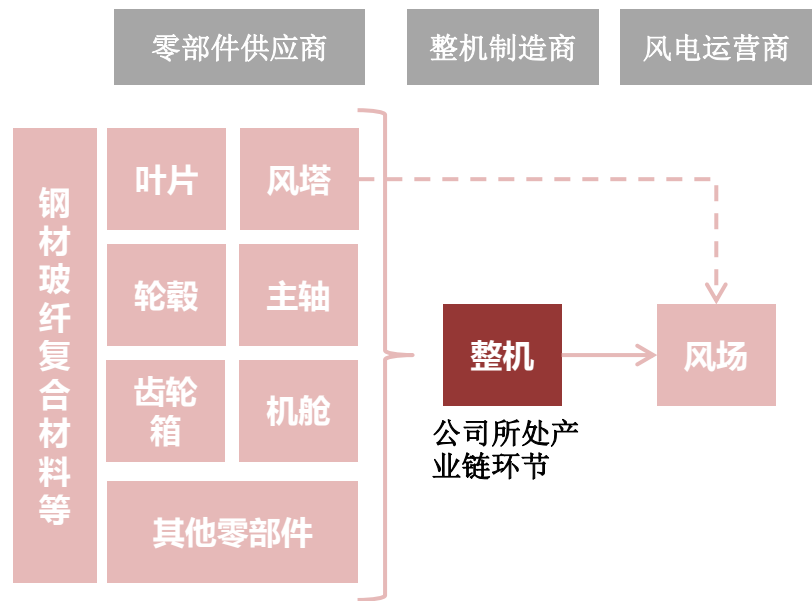 零部件供应商
整机制造商
风电运营商
钢材玻纤复合材料等
叶片
风塔
轮毂
主轴
齿轮
箱
机舱
其他零部件
整机
风场
公司所处产
业链环节